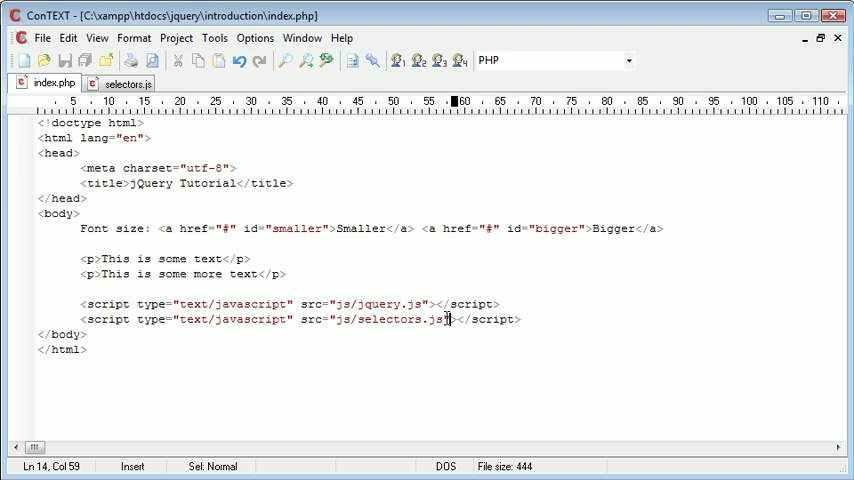 ConTEXT - [C:\xampp\htdocs\jquery\introduction\index.php]
File Edit View Format Project Tools Options Window Help
1 2 3 4 PHP
index.php selectors.js
5 10 15 20 25 30 35 40 45 50 55 60 65 70 75 80 85 90 95 100 105 110
<!doctype html>
<html lang="en">
<head>
<meta charset="utf-8">
<title>jQuery Tutorial</title>
</head>
<body>
Font size: <a href="#" id="smaller">Smaller</a> <a href="#" id="bigger">Bigger</a>
<p>This is some text</p>
<p>This is some more text</p>
<script type="text/javascript" src="js/jquery.js"></script>
<script type="text/javascript" src="js/selectors.js"></script>
</body>
</html>
Ln 14, Col 59 Insert Sel: Normal DOS File size: 444